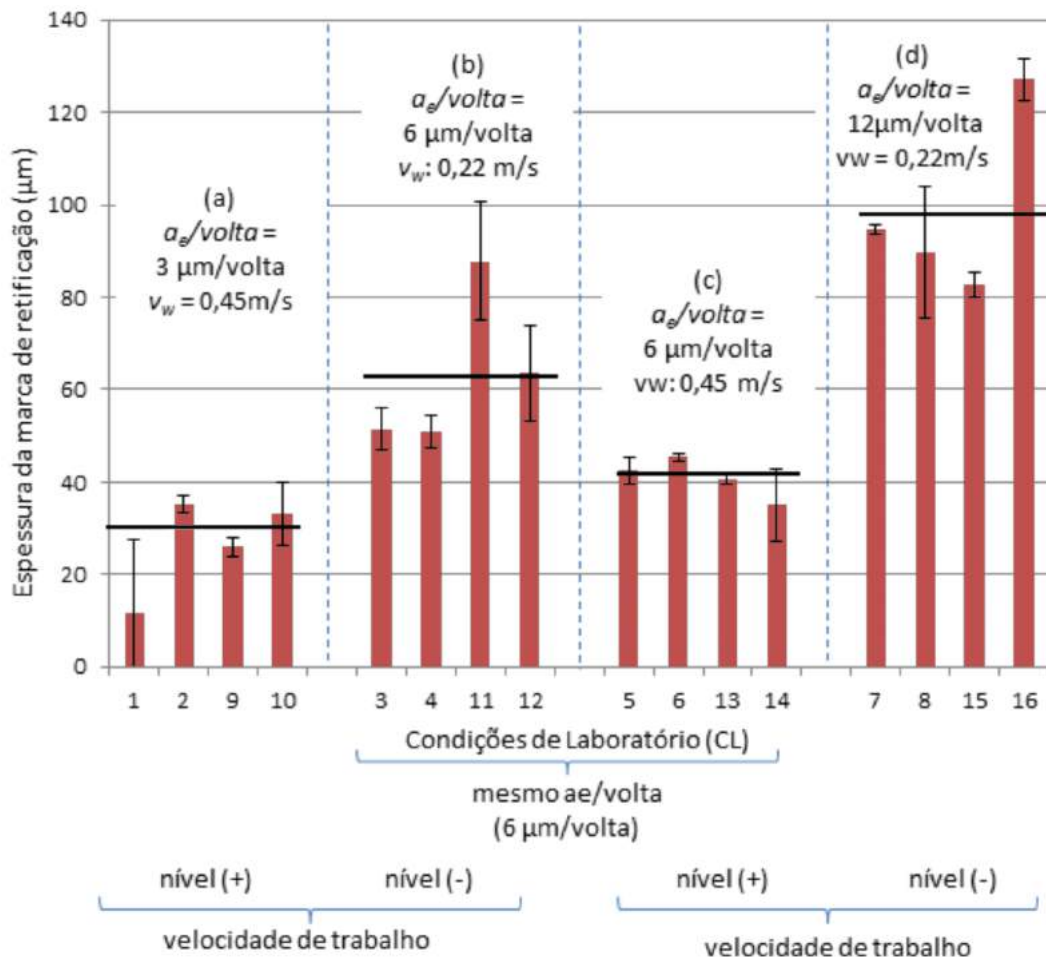 Espessura da marca de retificação (μm)
140
120
100
80
60
40
20
0
(a)
aₑ/volta =
3 μm/volta
v_w = 0,45m/s
(b)
aₑ/volta =
6 μm/volta
v_w: 0,22 m/s
(c)
aₑ/volta =
6 μm/volta
vw: 0,45 m/s
(d)
aₑ/volta =
12μm/volta
vw = 0,22m/s
1 2 9 10 3 4 11 12 5 6 13 14 7 8 15 16
Condições de Laboratório (CL)
mesmo ae/volta
(6 μm/volta)
nível (+) nível (-) nível (+) nível (-)
velocidade de trabalho velocidade de trabalho